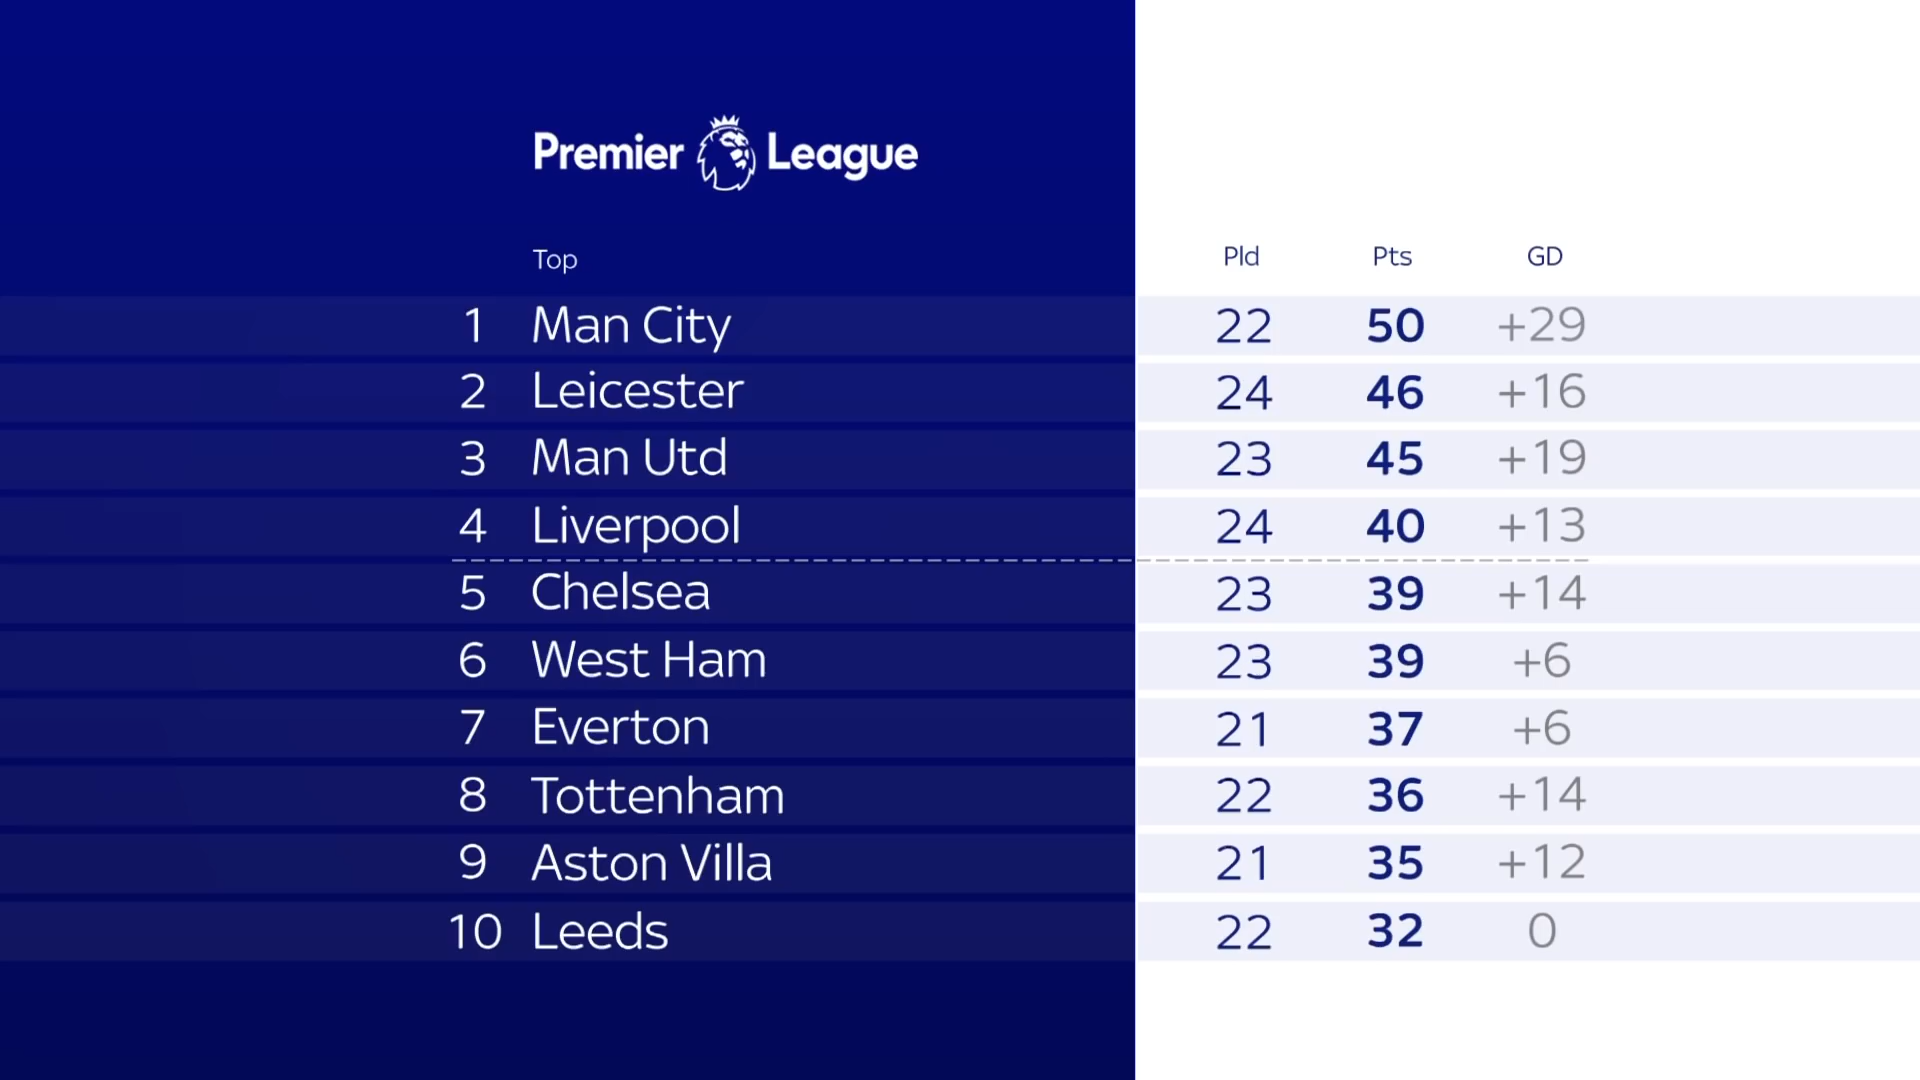 Premier League
Top Pld Pts GD
1 Man City 22 50 +29
2 Leicester 24 46 +16
3 Man Utd 23 45 +19
4 Liverpool 24 40 +13
5 Chelsea 23 39 +14
6 West Ham 23 39 +6
7 Everton 21 37 +6
8 Tottenham 22 36 +14
9 Aston Villa 21 35 +12
10 Leeds 22 32 0